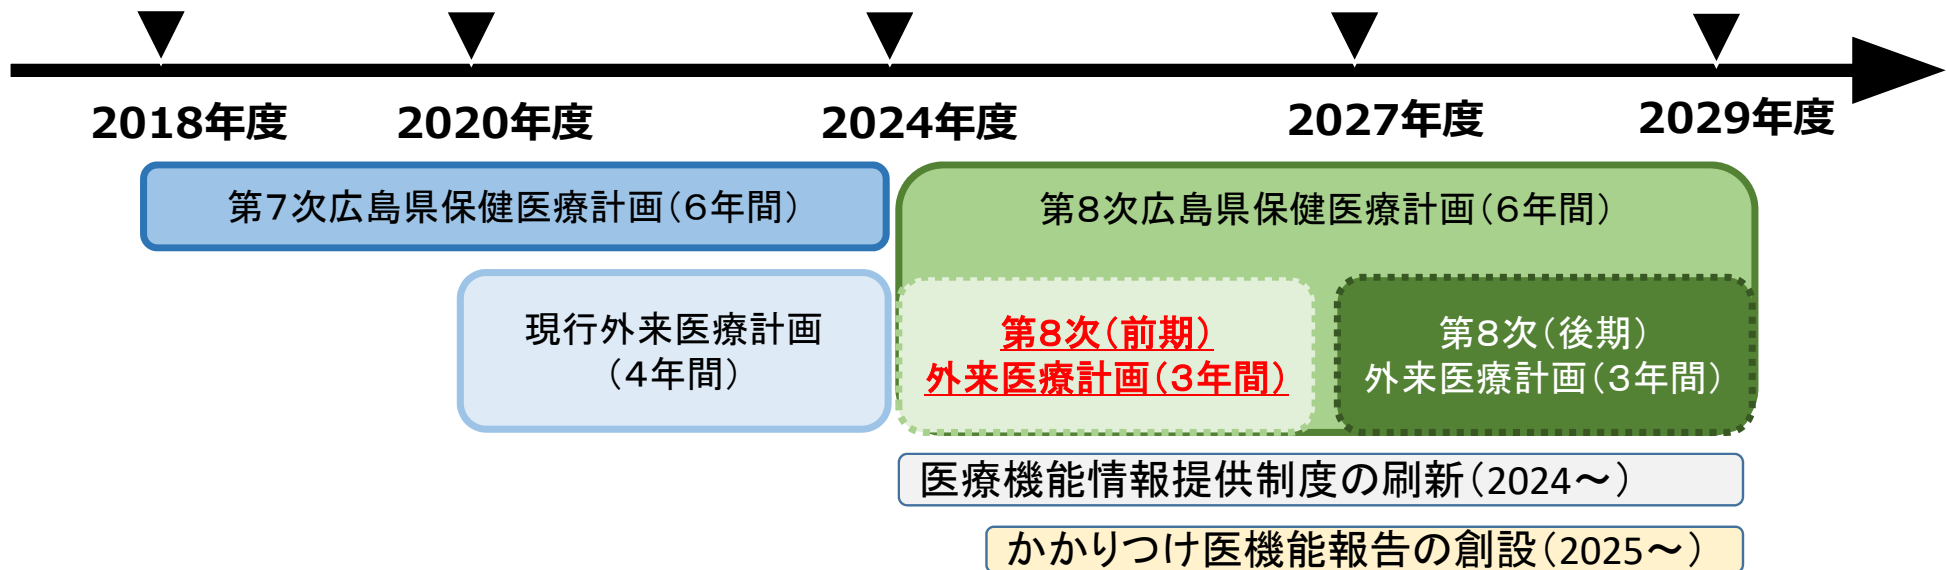 2018年度
2020年度
2024年度
2027年度
2029年度
第7次広島県保健医療計画（6年間）
第8次広島県保健医療計画（6年間）
現行外来医療計画
（4年間）
第8次（前期）
外来医療計画（3年間）
第8次（後期）
外来医療計画（3年間）
医療機能情報提供制度の刷新（2024～）
かかりつけ医機能報告の創設（2025～）